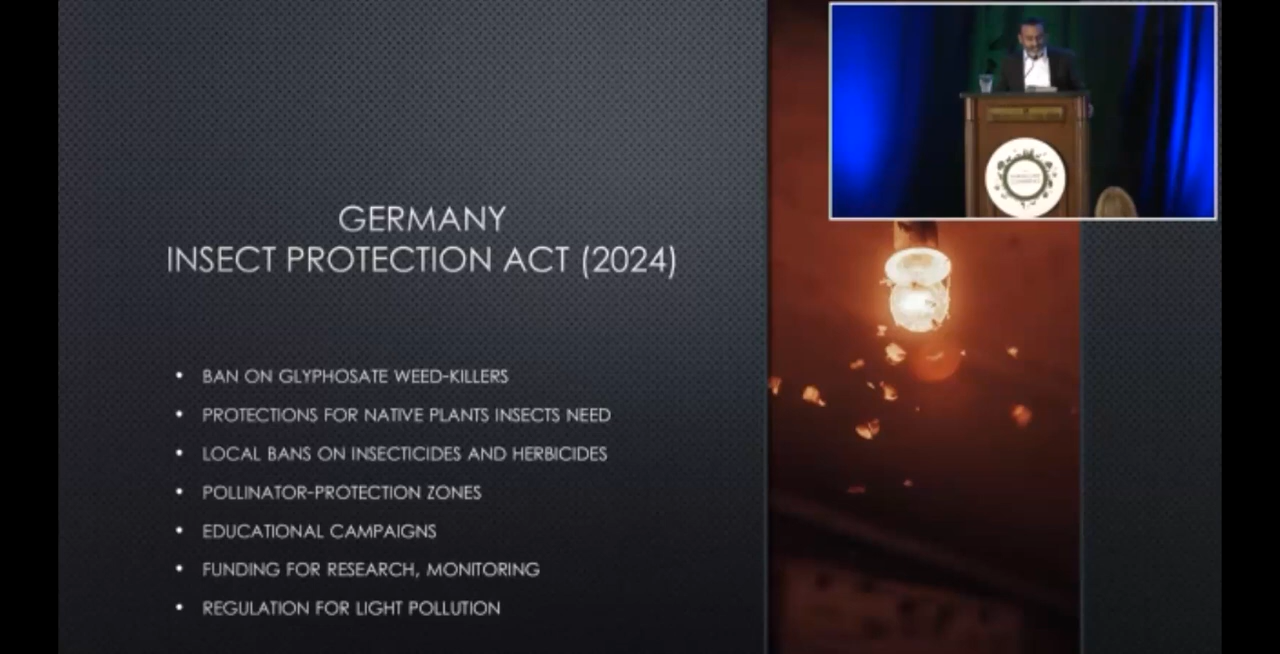 GERMANY
INSECT PROTECTION ACT (2024)
• BAN ON GLYPHOSATE WEED-KILLERS
• PROTECTIONS FOR NATIVE PLANTS INSECTS NEED
• LOCAL BANS ON INSECTICIDES AND HERBICIDES
• POLLINATOR-PROTECTION ZONES
• EDUCATIONAL CAMPAIGNS
• FUNDING FOR RESEARCH, MONITORING
• REGULATION FOR LIGHT POLLUTION